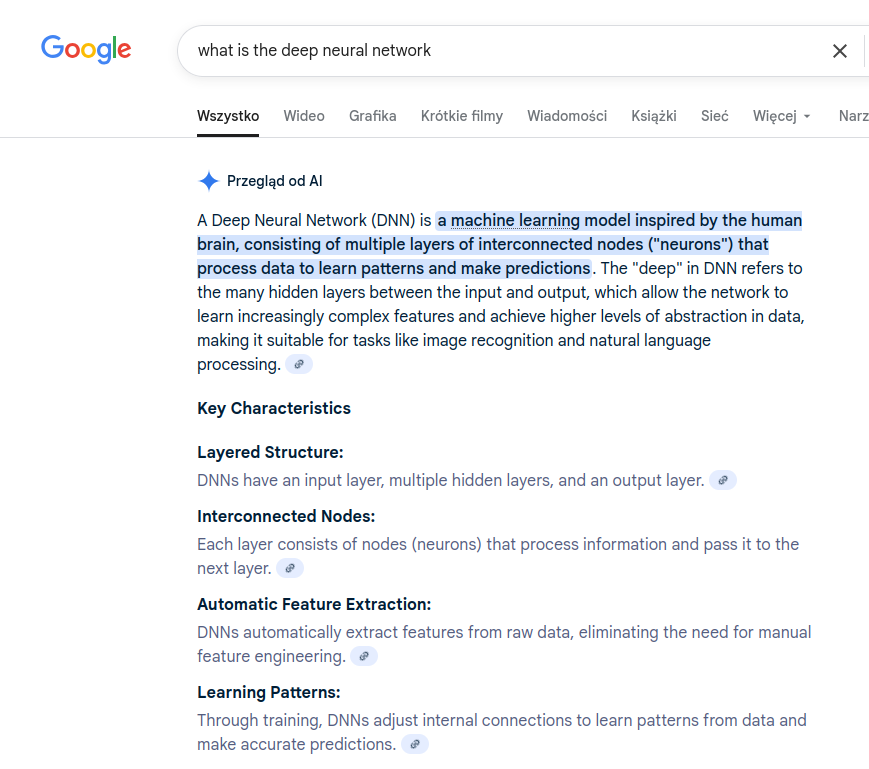 Google
what is the deep neural network
Wszystko Wideo Grafika Krótkie filmy Wiadomości Książki Sieć Więcej Narz
Przegląd od AI
A Deep Neural Network (DNN) is a machine learning model inspired by the human
brain, consisting of multiple layers of interconnected nodes ("neurons") that
process data to learn patterns and make predictions. The "deep" in DNN refers to
the many hidden layers between the input and output, which allow the network to
learn increasingly complex features and achieve higher levels of abstraction in data,
making it suitable for tasks like image recognition and natural language
processing.
Key Characteristics
Layered Structure:
DNNs have an input layer, multiple hidden layers, and an output layer.
Interconnected Nodes:
Each layer consists of nodes (neurons) that process information and pass it to the
next layer.
Automatic Feature Extraction:
DNNs automatically extract features from raw data, eliminating the need for manual
feature engineering.
Learning Patterns:
Through training, DNNs adjust internal connections to learn patterns from data and
make accurate predictions.